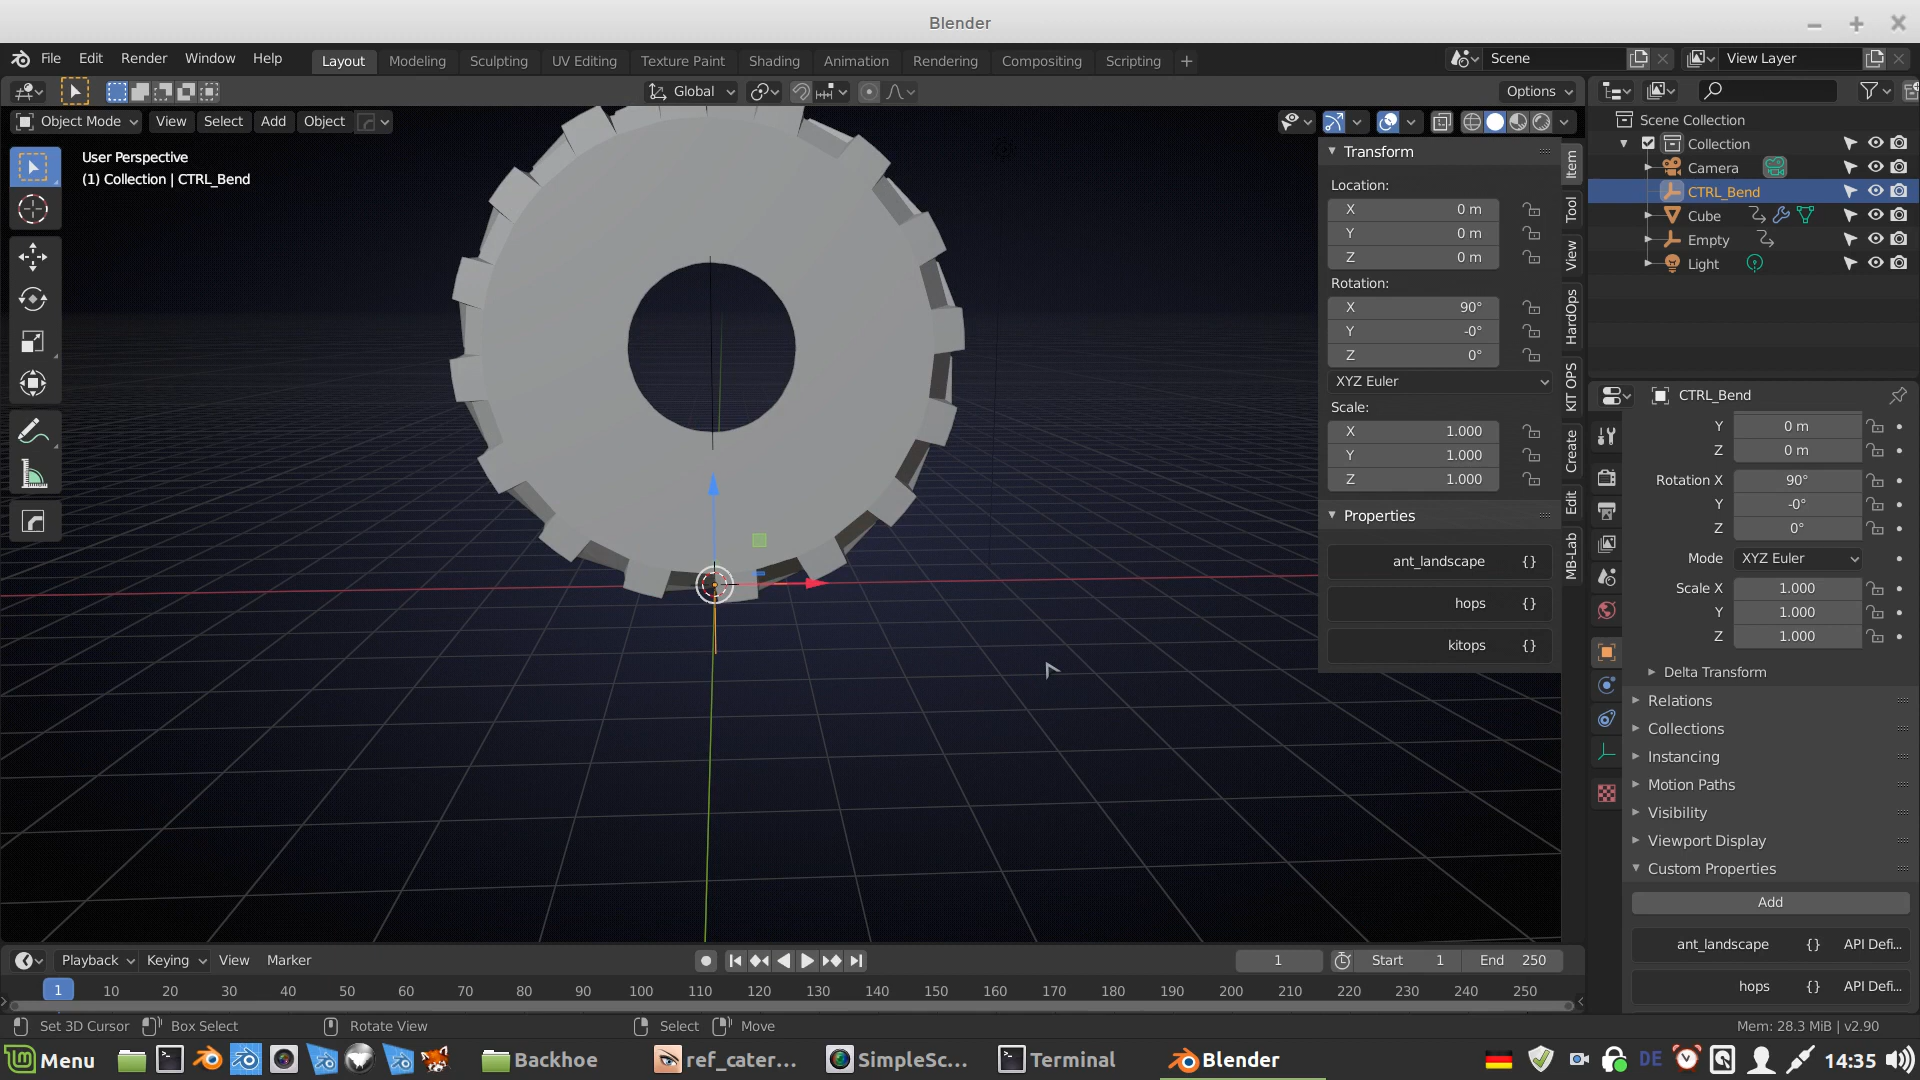 Blender
File Edit Render Window Help Layout Modeling Sculpting UV Editing Texture Paint Shading Animation Rendering Compositing Scripting + Scene View Layer
Global Options
Object Mode View Select Add Object
User Perspective
(1) Collection | CTRL_Bend
Transform
Location:
X 0 m
Y 0 m
Z 0 m
Rotation:
X 90°
Y -0°
Z 0°
XYZ Euler
Scale:
X 1.000
Y 1.000
Z 1.000
Properties
ant_landscape {}
hops {}
kitops {}
Item
Tool
View
HardOps
KIT OPS
Create
Edit
MB-Lab
Scene Collection
Collection
Camera
CTRL_Bend
Cube
Empty
Light
CTRL_Bend
Y 0 m
Z 0 m
Rotation X 90°
Y -0°
Z 0°
Mode XYZ Euler
Scale X 1.000
Y 1.000
Z 1.000
Delta Transform
Relations
Collections
Instancing
Motion Paths
Visibility
Viewport Display
Custom Properties
Add
ant_landscape {} API Defi...
hops {} API Defi...
Playback Keying View Marker 1 Start 1 End 250
1 10 20 30 40 50 60 70 80 90 100 110 120 130 140 150 160 170 180 190 200 210 220 230 240 250
Set 3D Cursor Box Select Rotate View Select Move Mem: 28.3 MiB | v2.90
Menu Backhoe ref_cater... SimpleSc... Terminal Blender DE 14:35